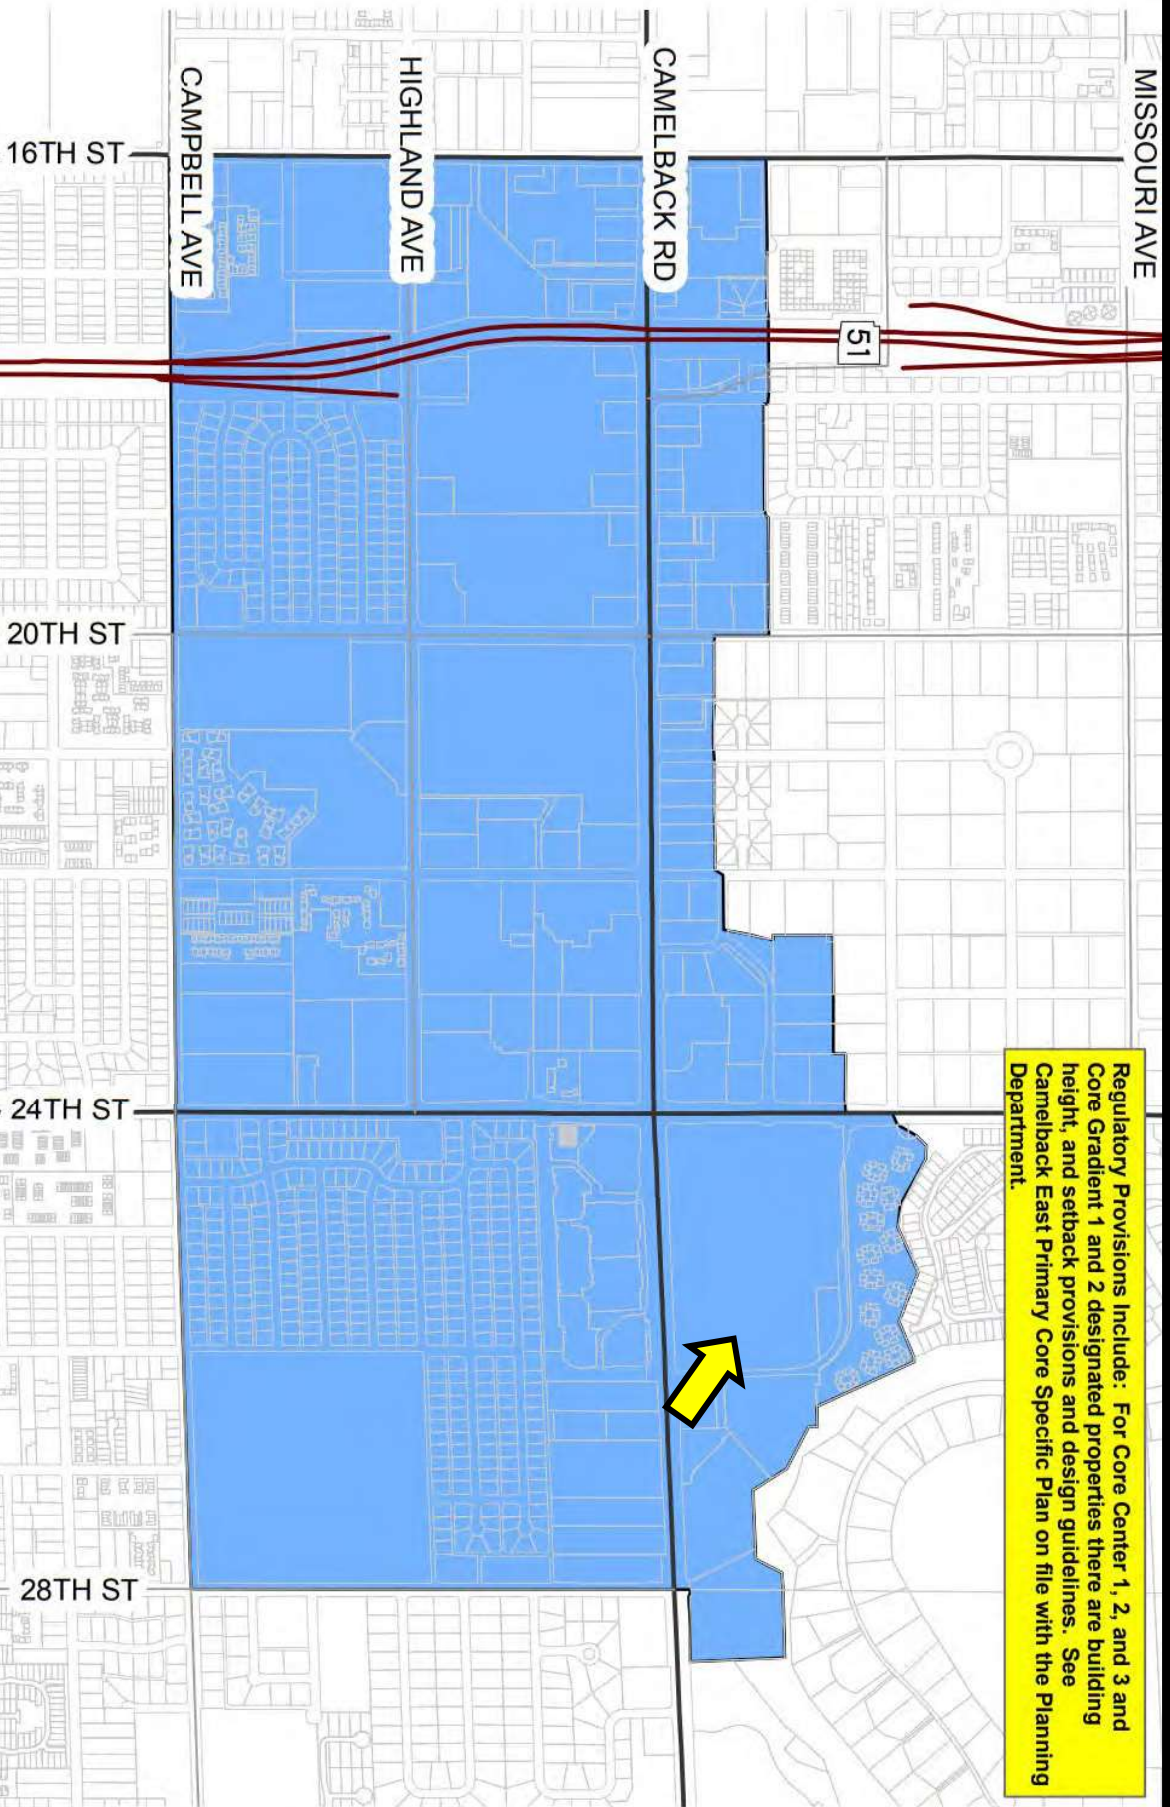 MISSOURI AVE
CAMELBACK RD
HIGHLAND AVE
CAMPBELL AVE
16TH ST
51
20TH ST
24TH ST
28TH ST
Regulatory Provisions Include: For Core Center 1, 2, and 3 and
Core Gradient 1 and 2 designated properties there are building
height, and setback provisions and design guidelines. See
Camelback East Primary Core Specific Plan on file with the Planning
Department.